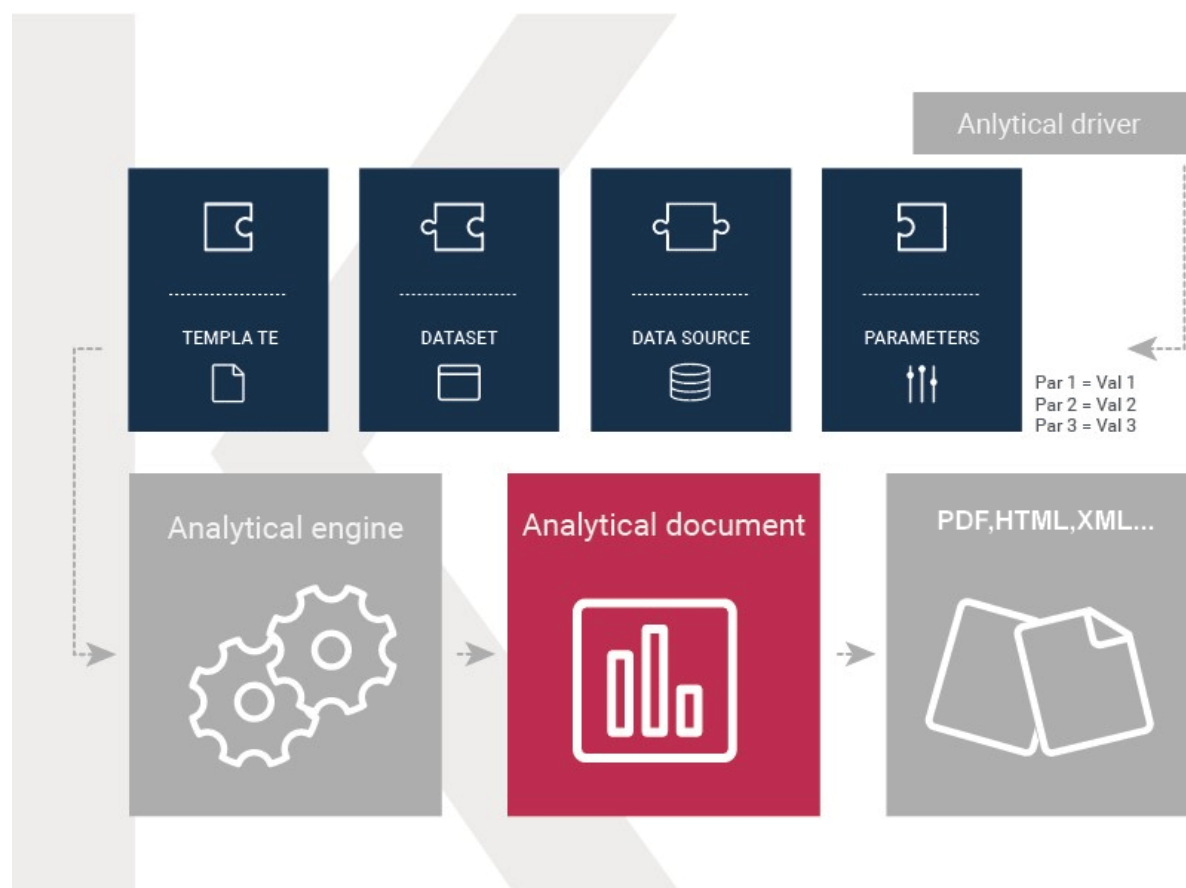 Anlytical driver
TEMPLA TE
DATASET
DATA SOURCE
PARAMETERS
Par 1 = Val 1
Par 2 = Val 2
Par 3 = Val 3
Analytical engine
Analytical document
PDF,HTML,XML...